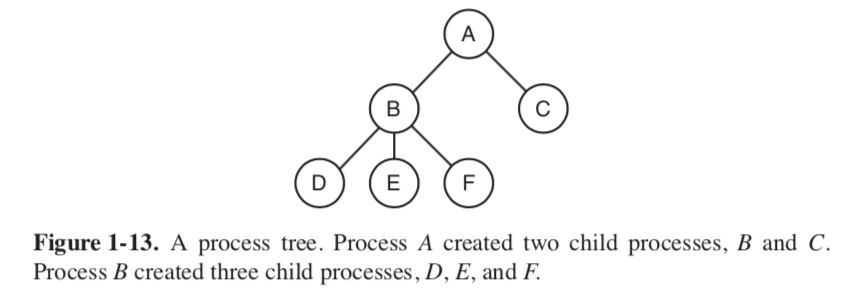 A
B
C
D
E
F
Figure 1-13. A process tree. Process A created two child processes, B and C.
Process B created three child processes, D, E, and F.